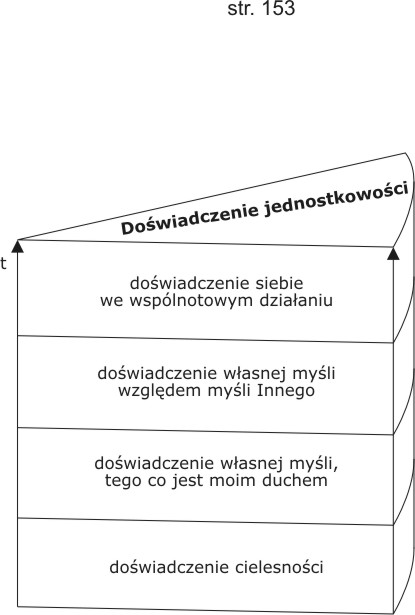 str. 153
Doświadczenie jednostkowości
t
doświadczenie siebie
we wspólnotowym działaniu
doświadczenie własnej myśli
względem myśli Innego
doświadczenie własnej myśli,
tego co jest moim duchem
doświadczenie cielesności